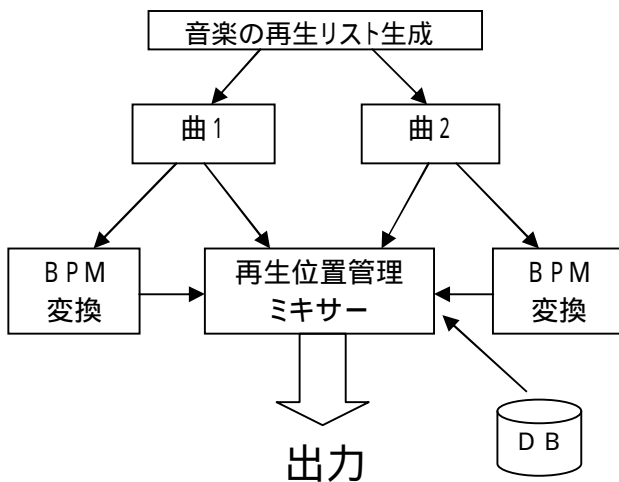 音楽の再生リスト生成
曲1
曲2
BPM
変換
再生位置管理
ミキサー
BPM
変換
DB
出力